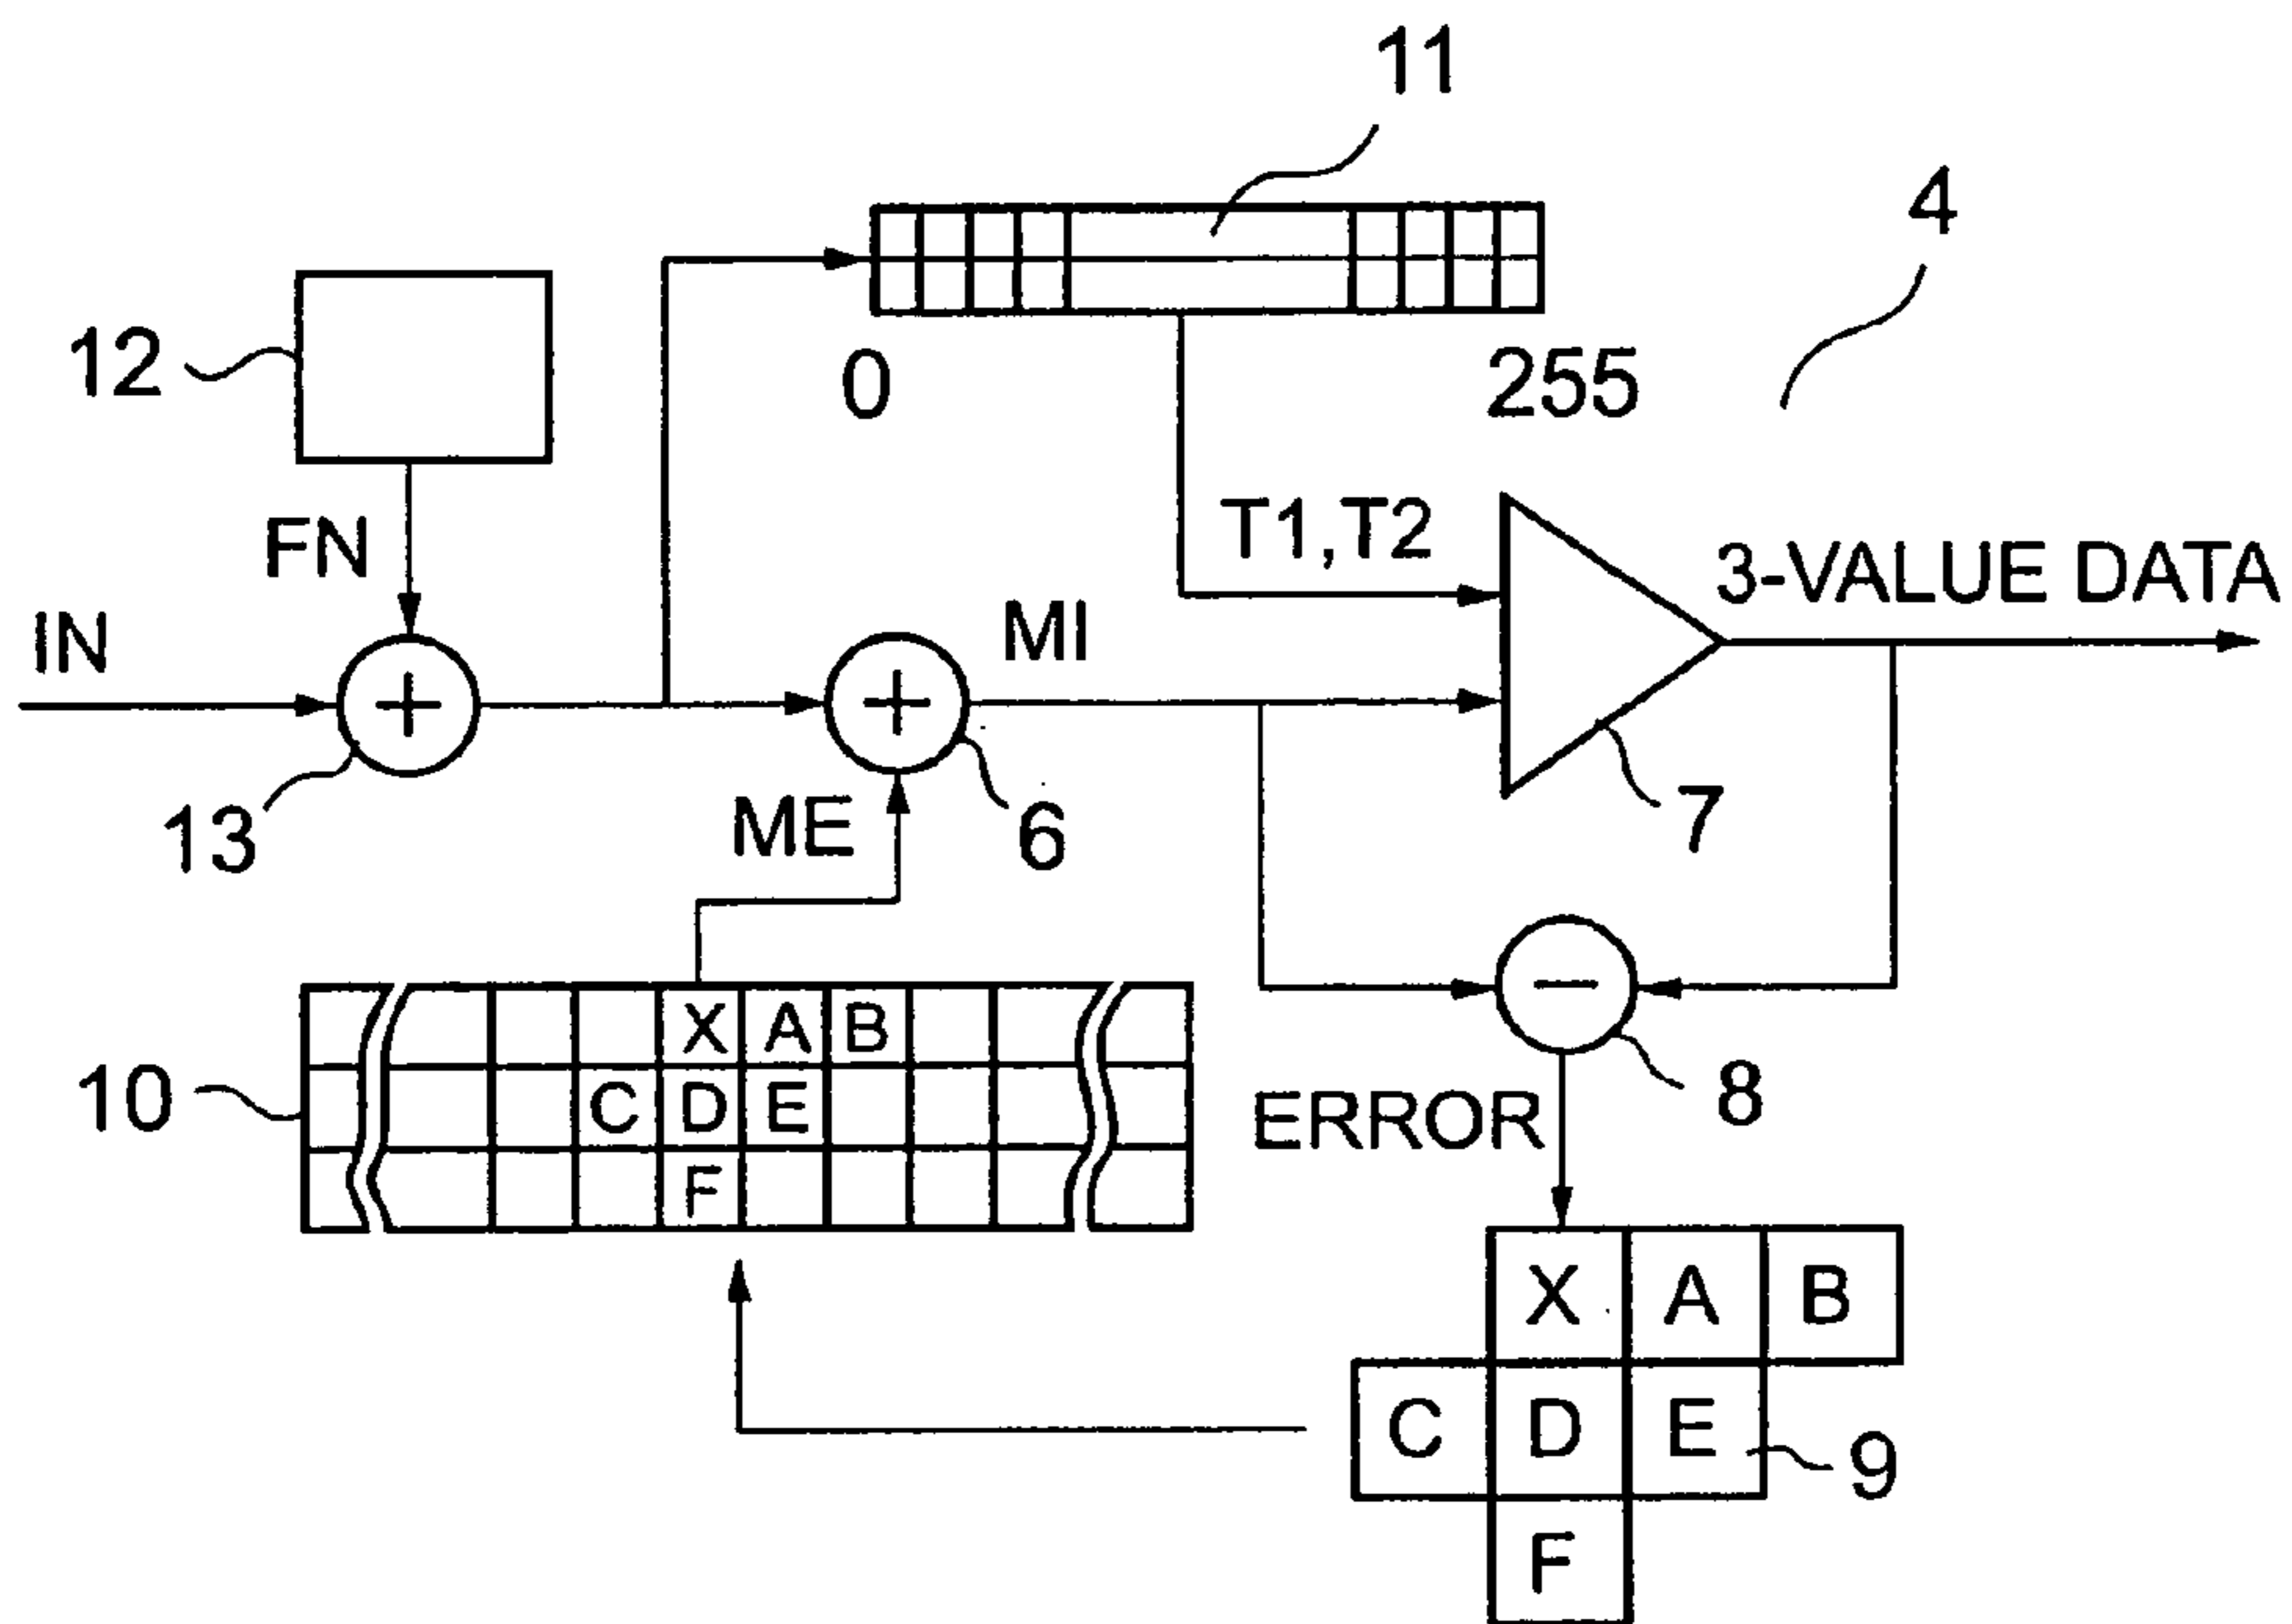 11
4
12
0
255
FN
T1,T2
3-VALUE DATA
IN
MI
13
ME
6
7
X A B
10
C D E
8
ERROR
F
X A B
C D E
9
F